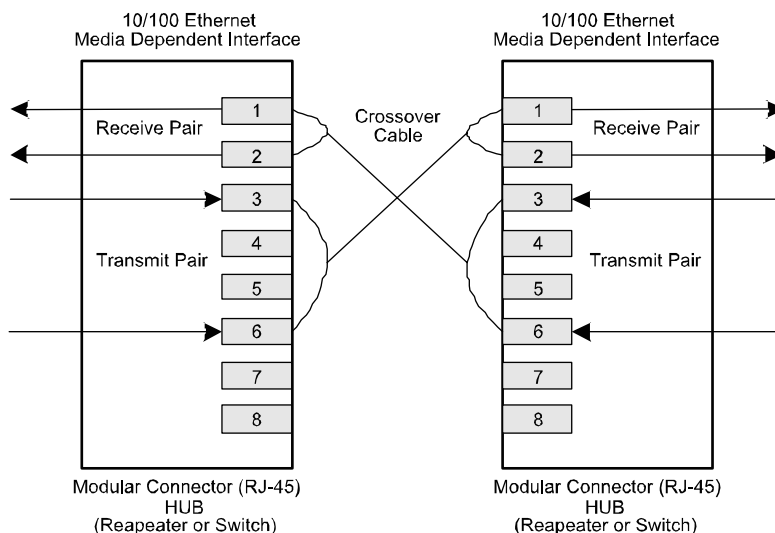 10/100 Ethernet
Media Dependent Interface
10/100 Ethernet
Media Dependent Interface
1
Receive Pair
2
3
4
Transmit Pair
5
6
7
8
Crossover
Cable
1
Receive Pair
2
3
4
Transmit Pair
5
6
7
8
Modular Connector (RJ-45)
HUB
(Reapeater or Switch)
Modular Connector (RJ-45)
HUB
(Reapeater or Switch)